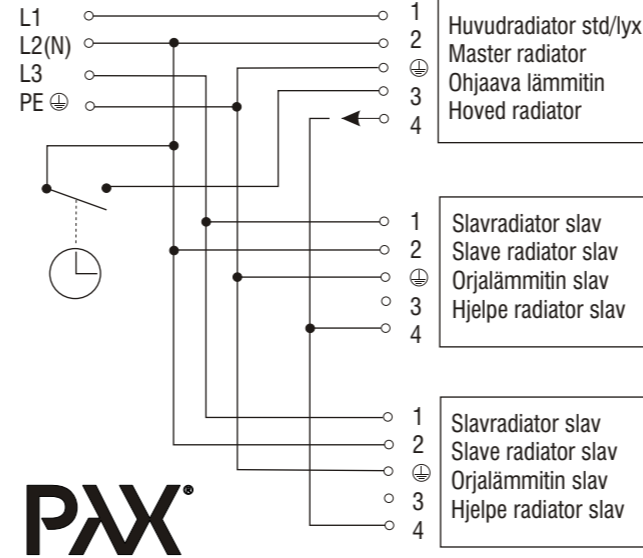 L1
L2(N)
L3
PE
1
2
3
4
Huvudradiator std/lyx
Master radiator
Ohjaava lämmitin
Hoved radiator
1
2
3
4
Slavradiator slav
Slave radiator slav
Orjalämmitin slav
Hjelpe radiator slav
1
2
3
4
Slavradiator slav
Slave radiator slav
Orjalämmitin slav
Hjelpe radiator slav
PAX®